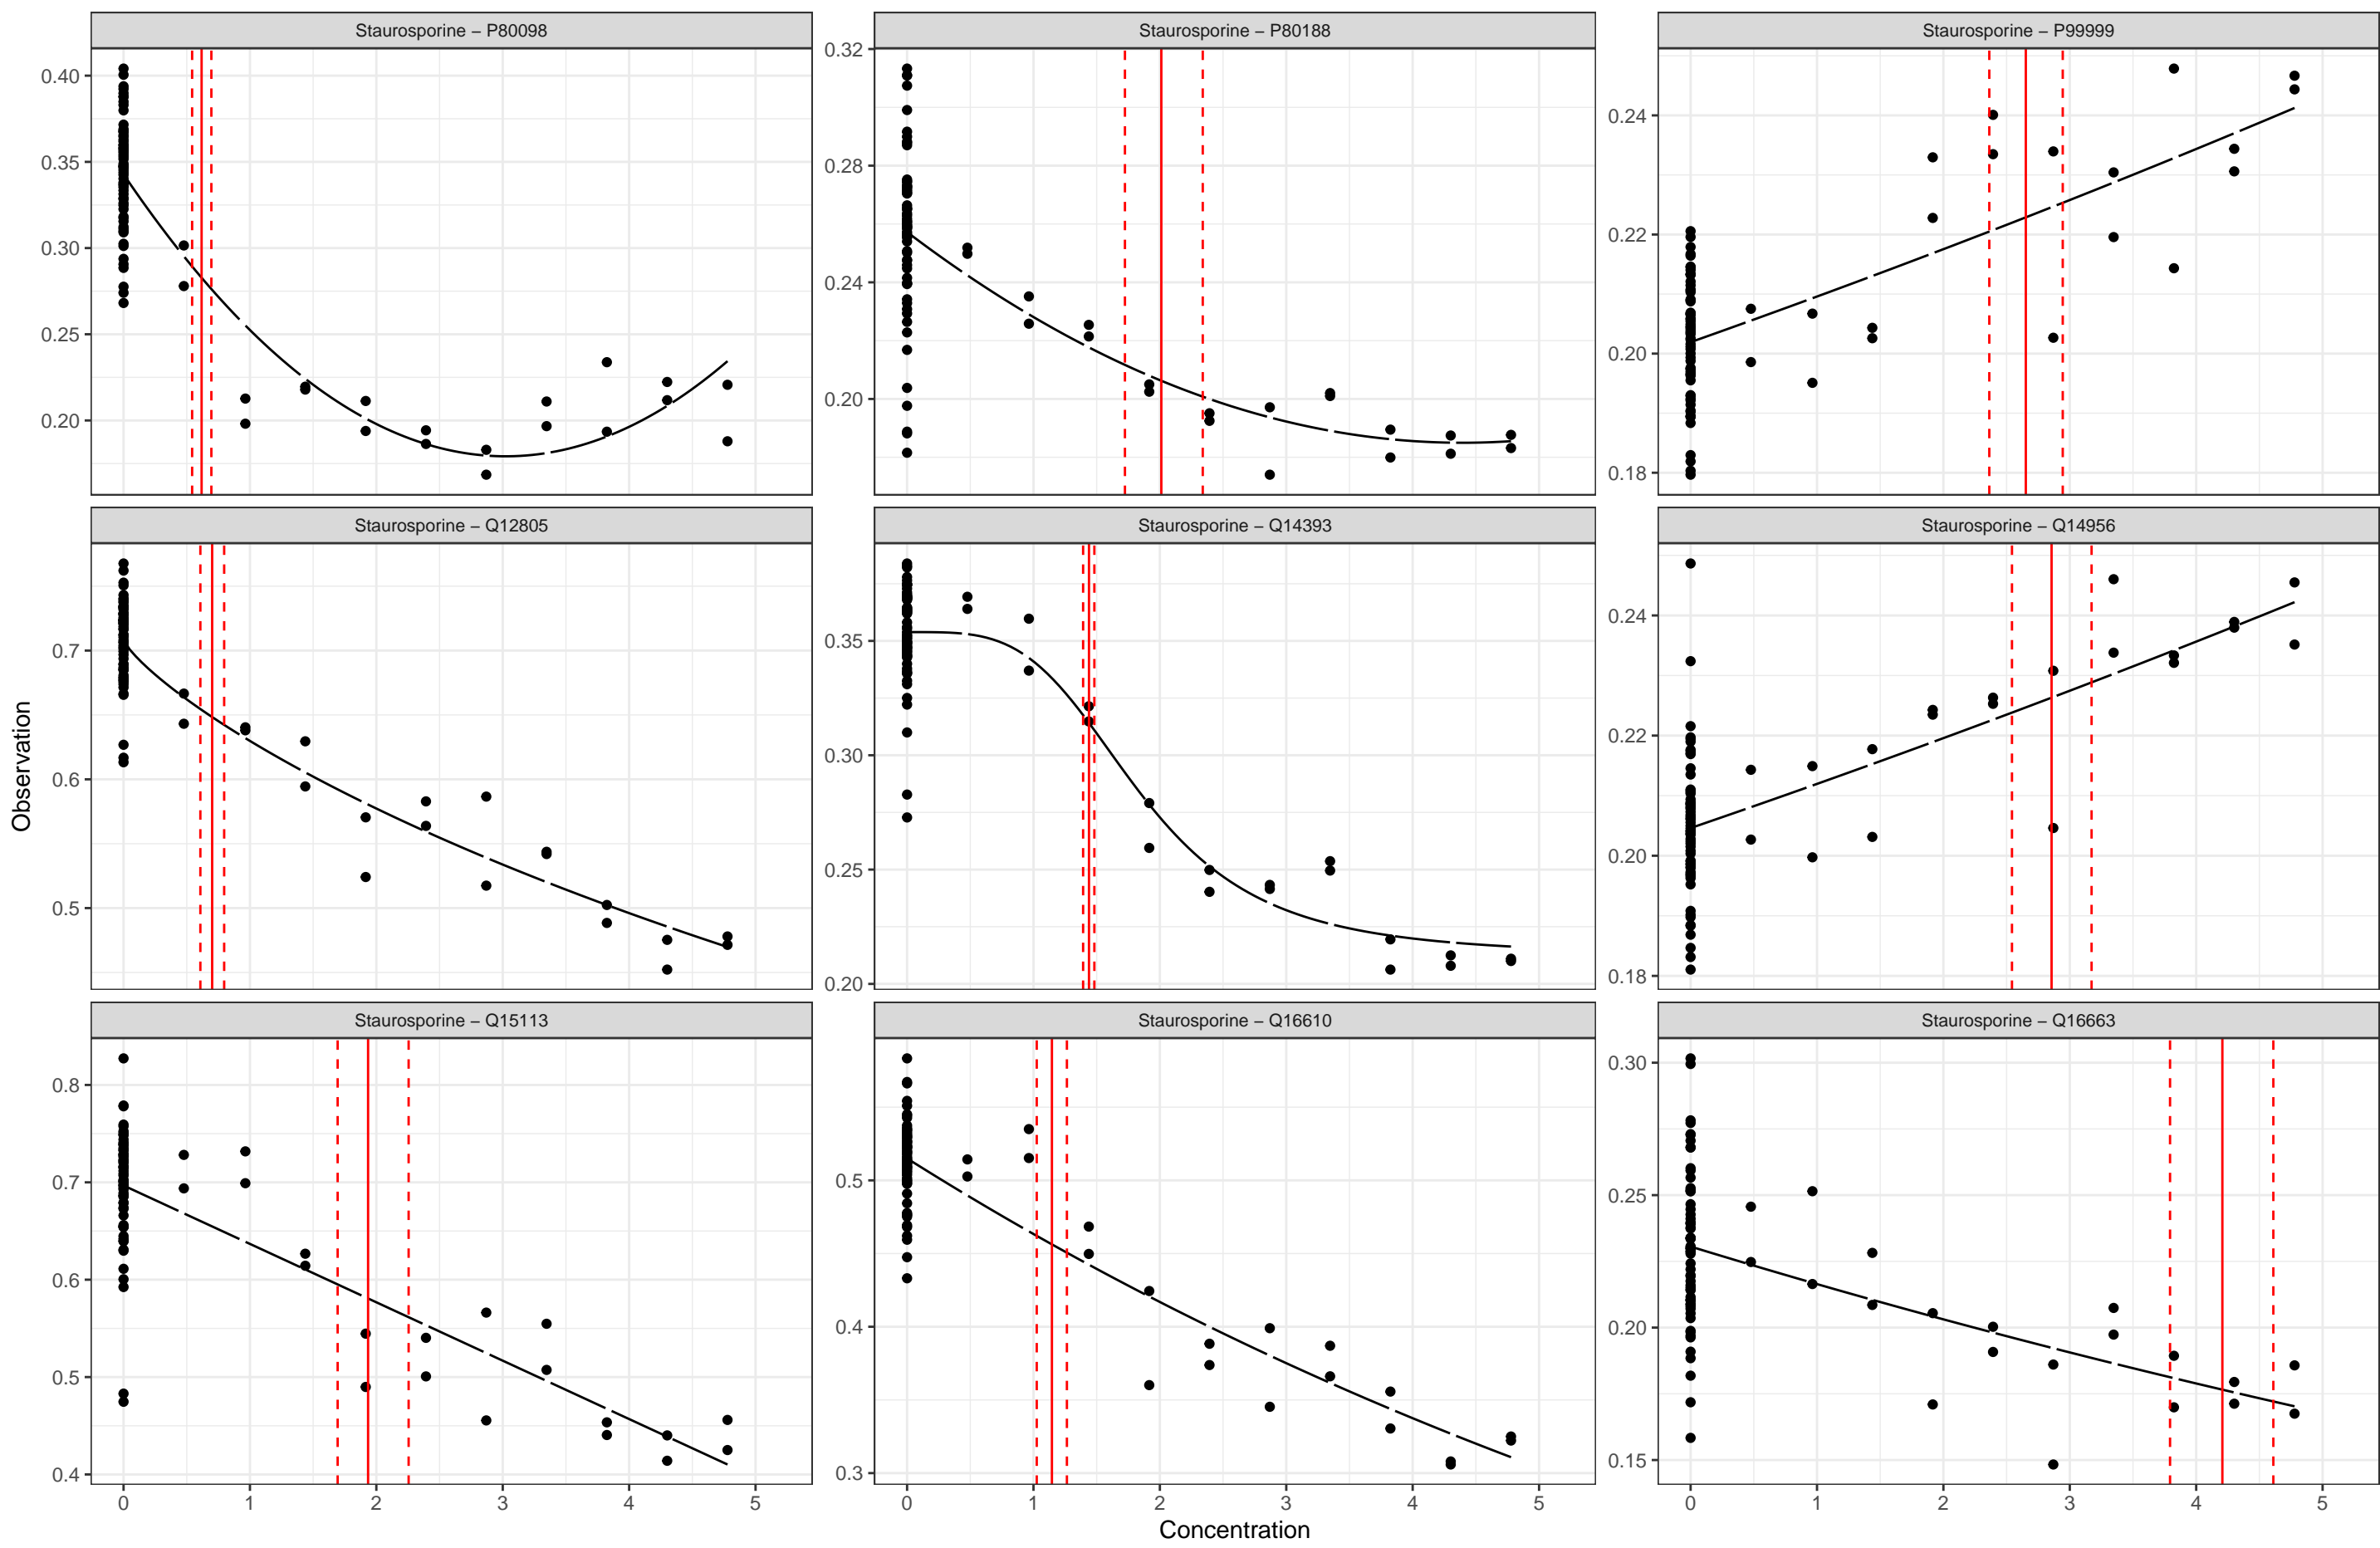 Staurosporine – P80098
Staurosporine – P80188
Staurosporine – P99999
0.40
0.35
0.30
0.25
0.20
0.32
0.28
0.24
0.20
0.24
0.22
0.20
0.18
Staurosporine – Q12805
Staurosporine – Q14393
Staurosporine – Q14956
0.7
0.6
0.5
0.35
0.30
0.25
0.20
0.24
0.22
0.20
0.18
Observation
Staurosporine – Q15113
Staurosporine – Q16610
Staurosporine – Q16663
0.8
0.7
0.6
0.5
0.4
0.5
0.4
0.3
0.30
0.25
0.20
0.15
0 1 2 3 4 5
0 1 2 3 4 5
0 1 2 3 4 5
Concentration